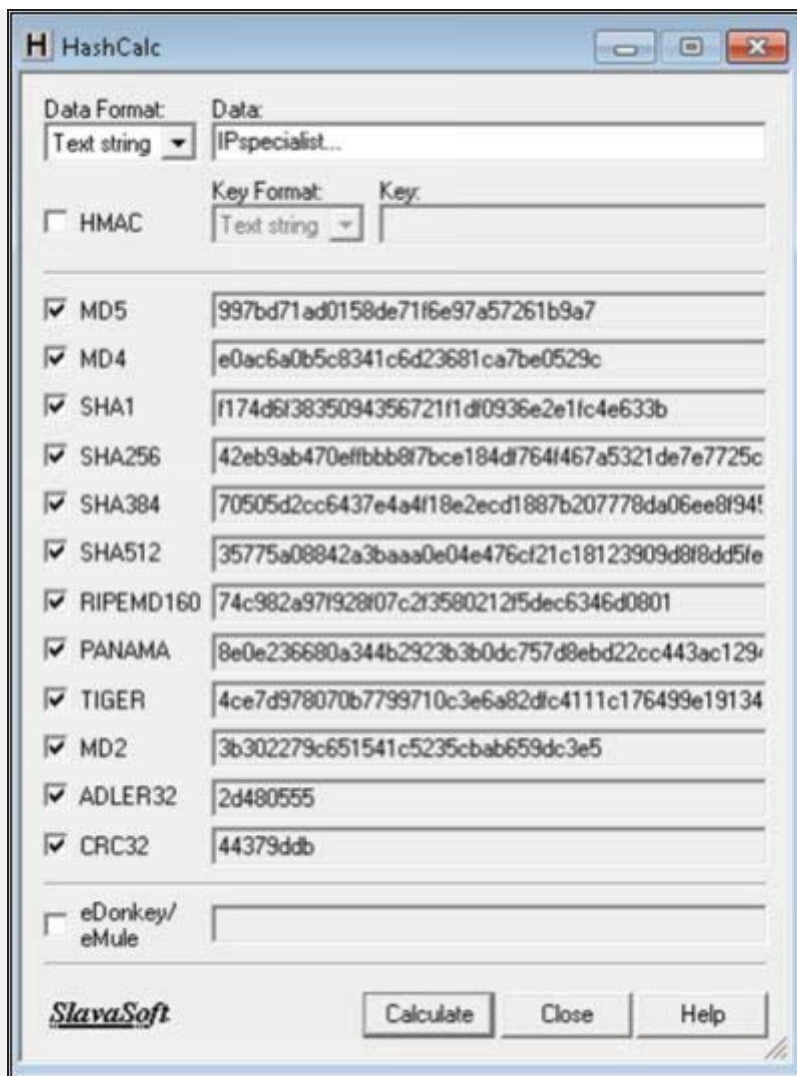 H HashCalc
Data Format: Data:
Text string IPspecialist...
Key Format: Key:
HMAC Text string
MD5 997bd71ad0158de71f6e97a57261b9a7
MD4 e0ac6a0b5c8341c6d23681ca7be0529c
SHA1 f174d6f3835094356721f1df0936e2e1fc4e633b
SHA256 42eb9ab470effbbb8f7bce184df764f467a5321de7e7725c
SHA384 70505d2cc6437e4a4f18e2ecd1887b207778da06ee8f945
SHA512 35775a08842a3baaa0e04e476cf21c18123909d8f8dd5fe
RIPEMD160 74c982a97f928f07c2f3580212f5dec6346d0801
PANAMA 8e0e236680a344b2923b3b0dc757d8ebd22cc443ac1294
TIGER 4ce7d978070b7799710c3e6a82dfc4111c176499e19134
MD2 3b302279c651541c5235cbab659dc3e5
ADLER32 2d480555
CRC32 44379ddb
eDonkey/
eMule
SlavaSoft Calculate Close Help